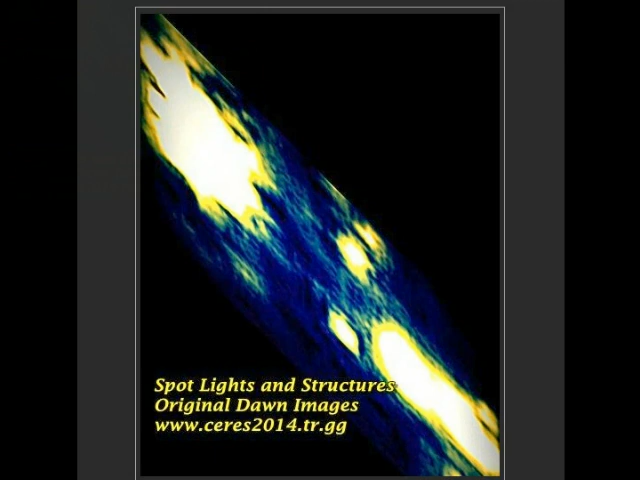 Spot Lights and Structures
Original Dawn Images
www.ceres2014.tr.gg